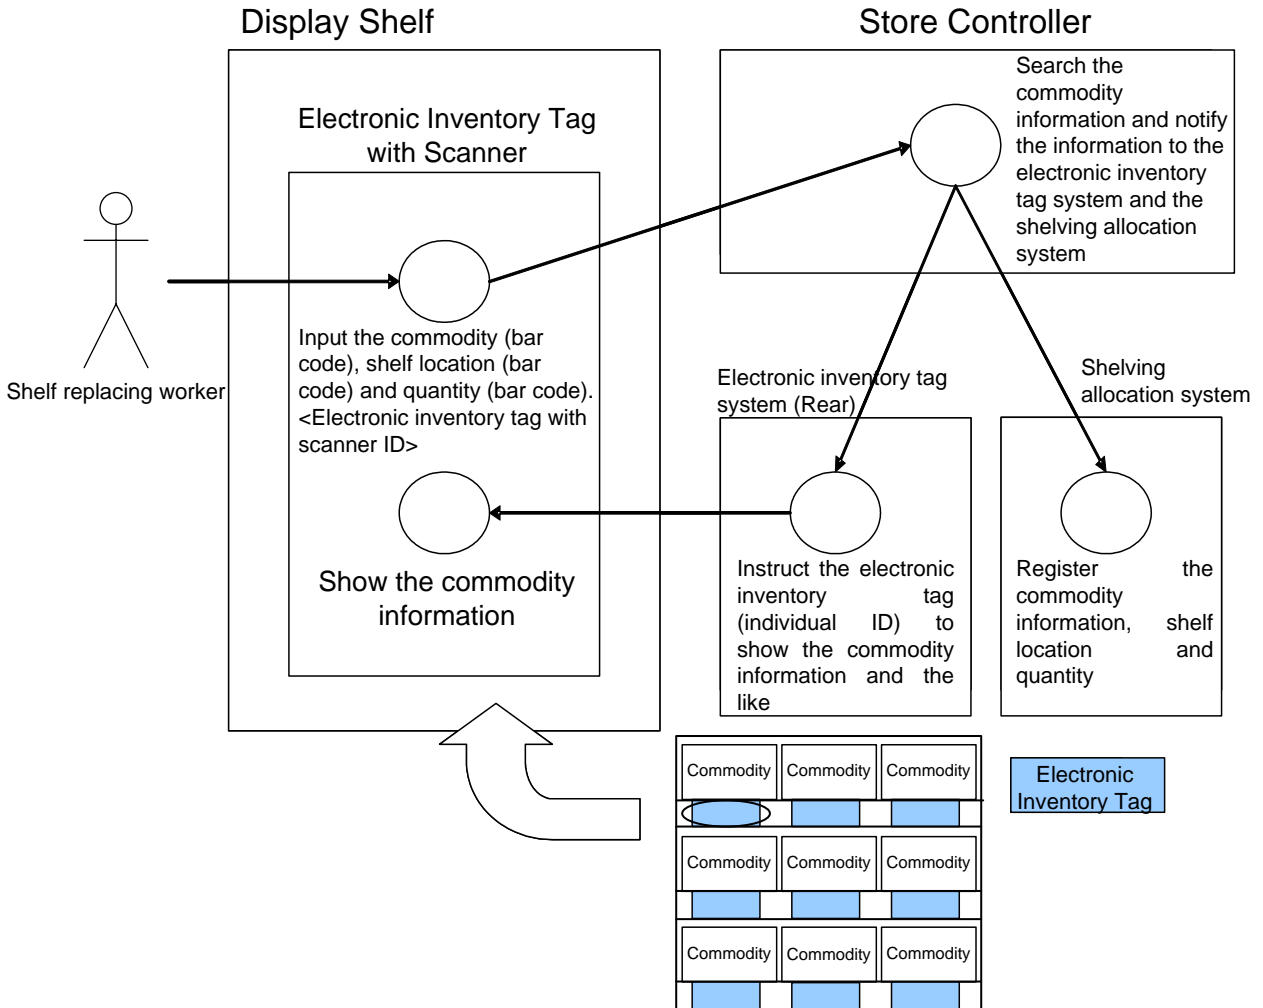 Display Shelf
Store Controller
Electronic Inventory Tag
with Scanner
Search the
commodity
information and notify
the information to the
electronic inventory
tag system and the
shelving allocation
system
Input the commodity (bar
code), shelf location (bar
code) and quantity (bar code).
<Electronic inventory tag with
scanner ID>
Shelf replacing worker
Electronic inventory tag
system (Rear)
Shelving
allocation system
Show the commodity
information
Instruct the electronic
inventory tag
(individual ID) to
show the commodity
information and the
like
Register the
commodity
information, shelf
location and
quantity
Commodity Commodity Commodity
Electronic
Inventory Tag
Commodity Commodity Commodity
Commodity Commodity Commodity